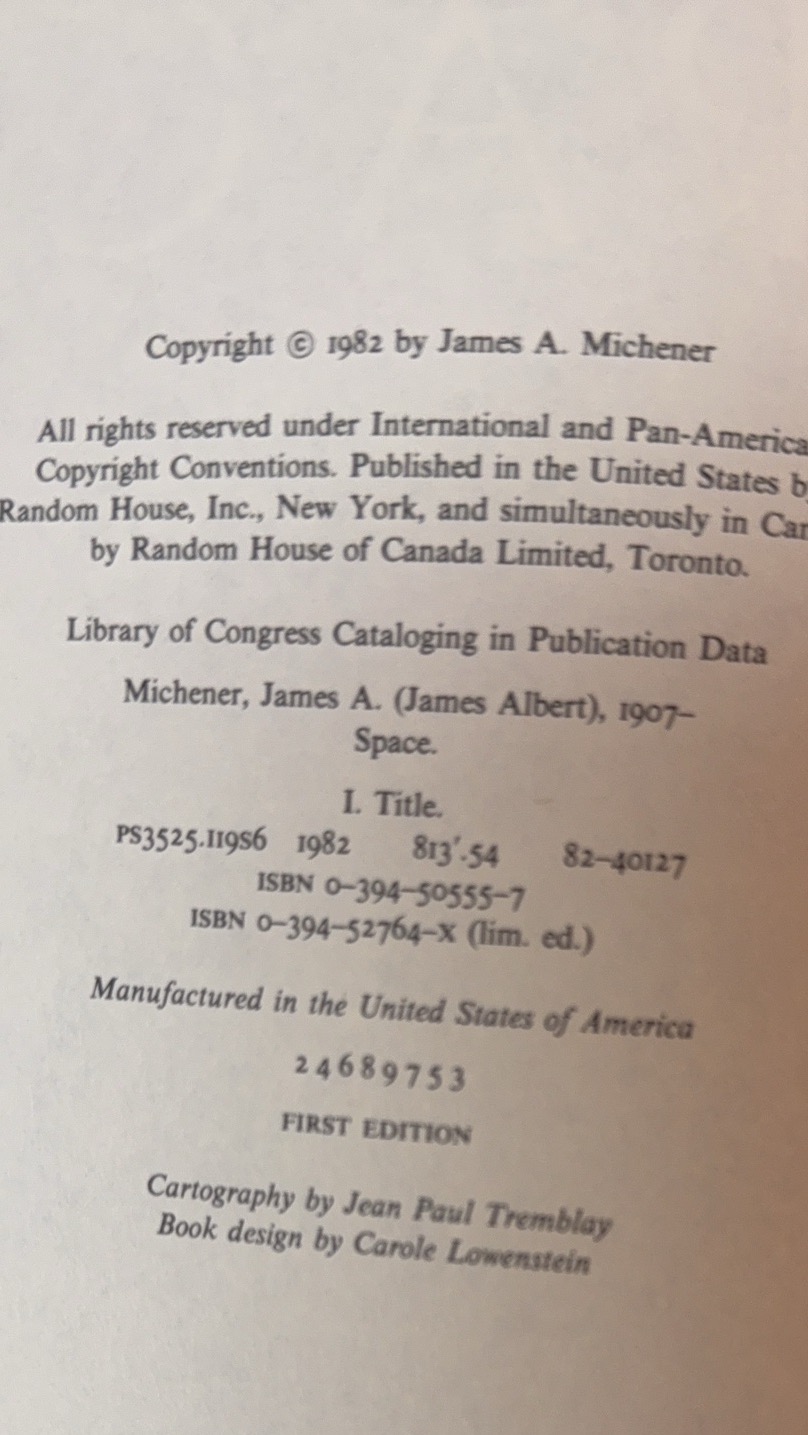 Copyright © 1982 by James A. Michener
All rights reserved under International and Pan-America
Copyright Conventions. Published in the United States b
Random House, Inc., New York, and simultaneously in Can
by Random House of Canada Limited, Toronto.
Library of Congress Cataloging in Publication Data
Michener, James A. (James Albert), 1907–
Space.
I. Title.
PS3525.I19S6 1982 813'.54 82–40127
ISBN 0–394–50555–7
ISBN 0–394–52764–X (lim. ed.)
Manufactured in the United States of America
2 4 6 8 9 7 5 3
FIRST EDITION
Cartography by Jean Paul Tremblay
Book design by Carole Lowenstein